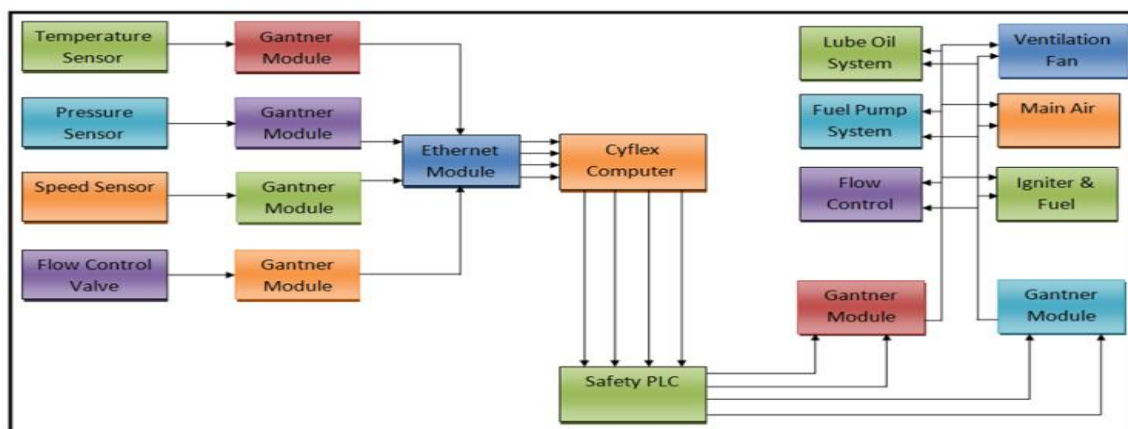 Temperature
Sensor
Gantner
Module
Pressure
Sensor
Gantner
Module
Speed Sensor
Gantner
Module
Flow Control
Valve
Gantner
Module
Ethernet
Module
Cyflex
Computer
Safety PLC
Lube Oil
System
Ventilation
Fan
Fuel Pump
System
Main Air
Flow
Control
Igniter &
Fuel
Gantner
Module
Gantner
Module